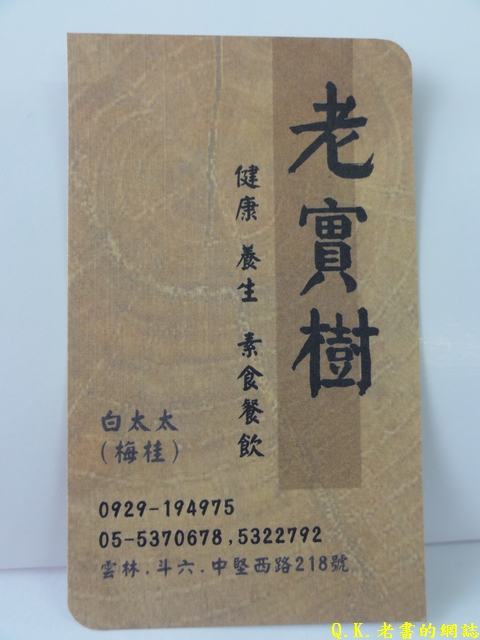 老實樹
健康 養生 素食餐飲
白太太
(梅桂)
0929-194975
05-5370678,5322792
雲林.斗六.中堅西路218號
Q.K.老書的網誌